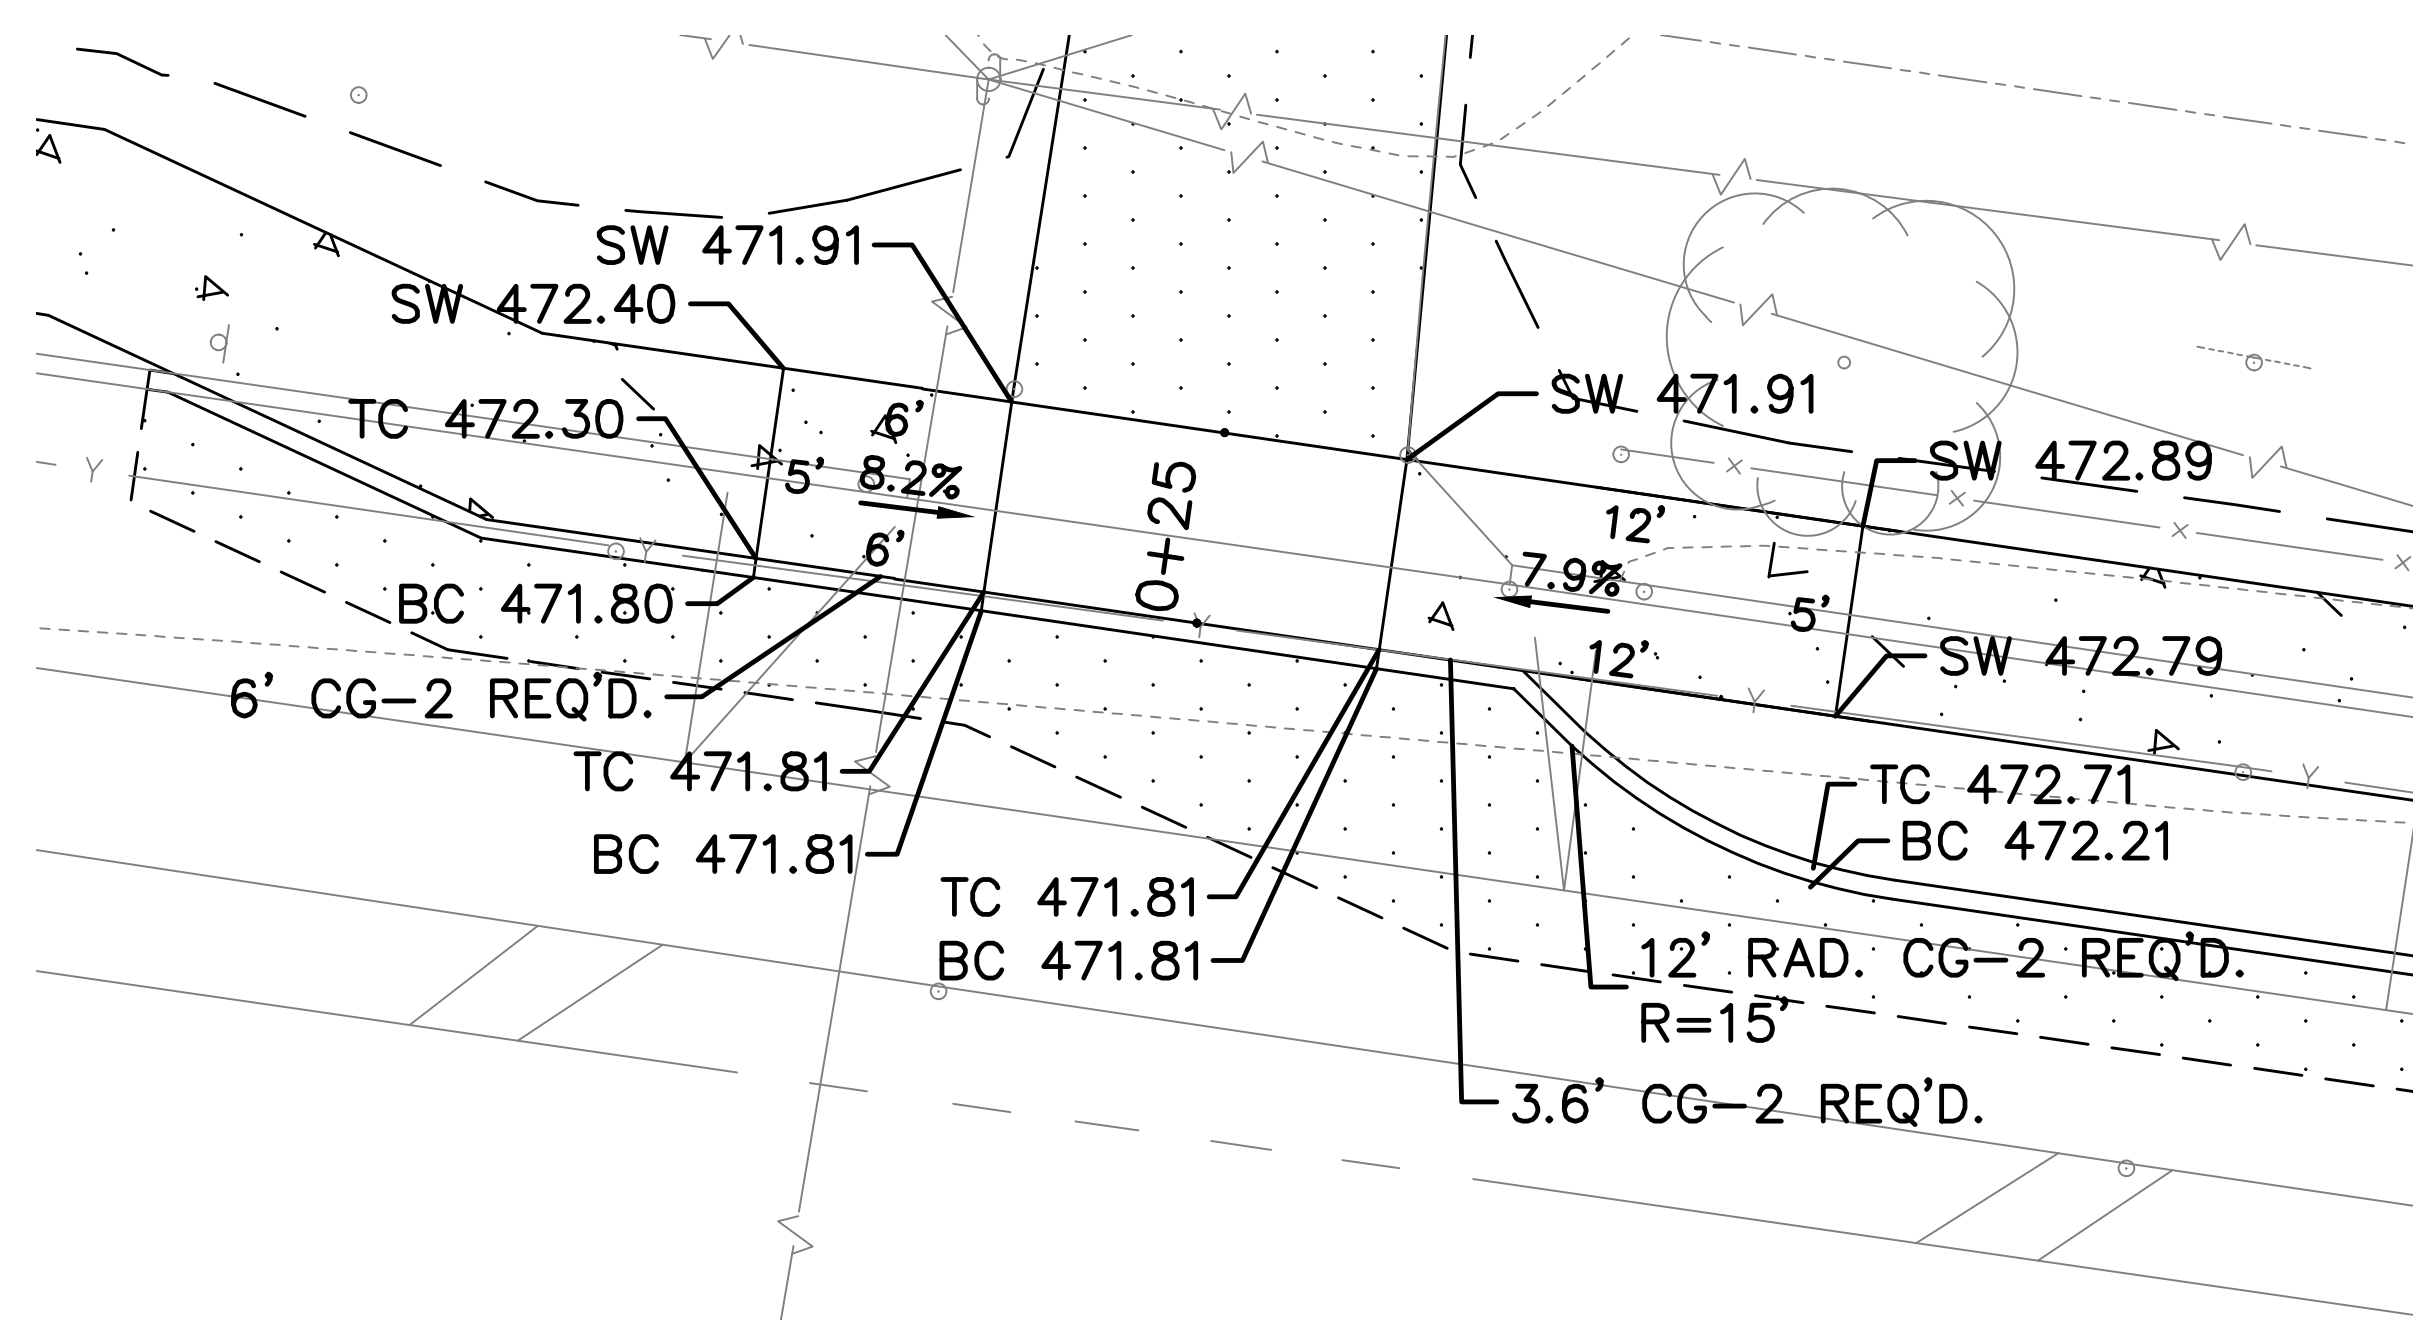 SW 471.91
SW 472.40
TC 472.30
6'
5'
8.2%
6'
BC 471.80
6' CG-2 REQ'D.
TC 471.81
BC 471.81
0+25
SW 471.91
SW 472.89
12'
7.9%
5'
12'
SW 472.79
TC 472.71
BC 472.21
TC 471.81
BC 471.81
12' RAD. CG-2 REQ'D.
R=15'
3.6' CG-2 REQ'D.